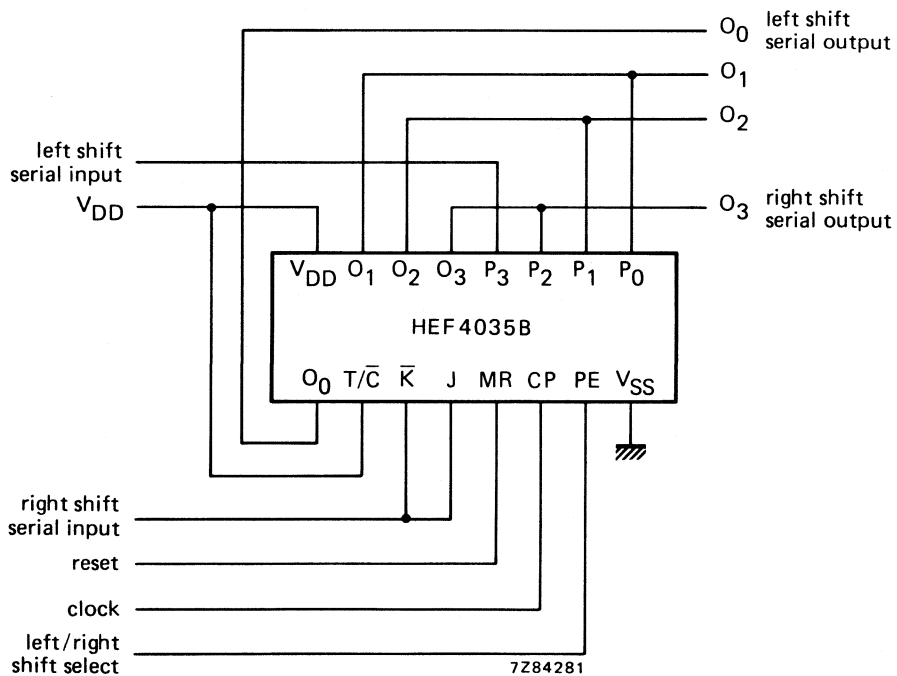 O0 left shift
serial output
O1
O2
left shift
serial input
VDD
O3 right shift
serial output
VDD O1 O2 O3 P3 P2 P1 P0
HEF4035B
O0 T/C̅ K̅ J MR CP PE VSS
right shift
serial input
reset
clock
left/right
shift select
7Z84281